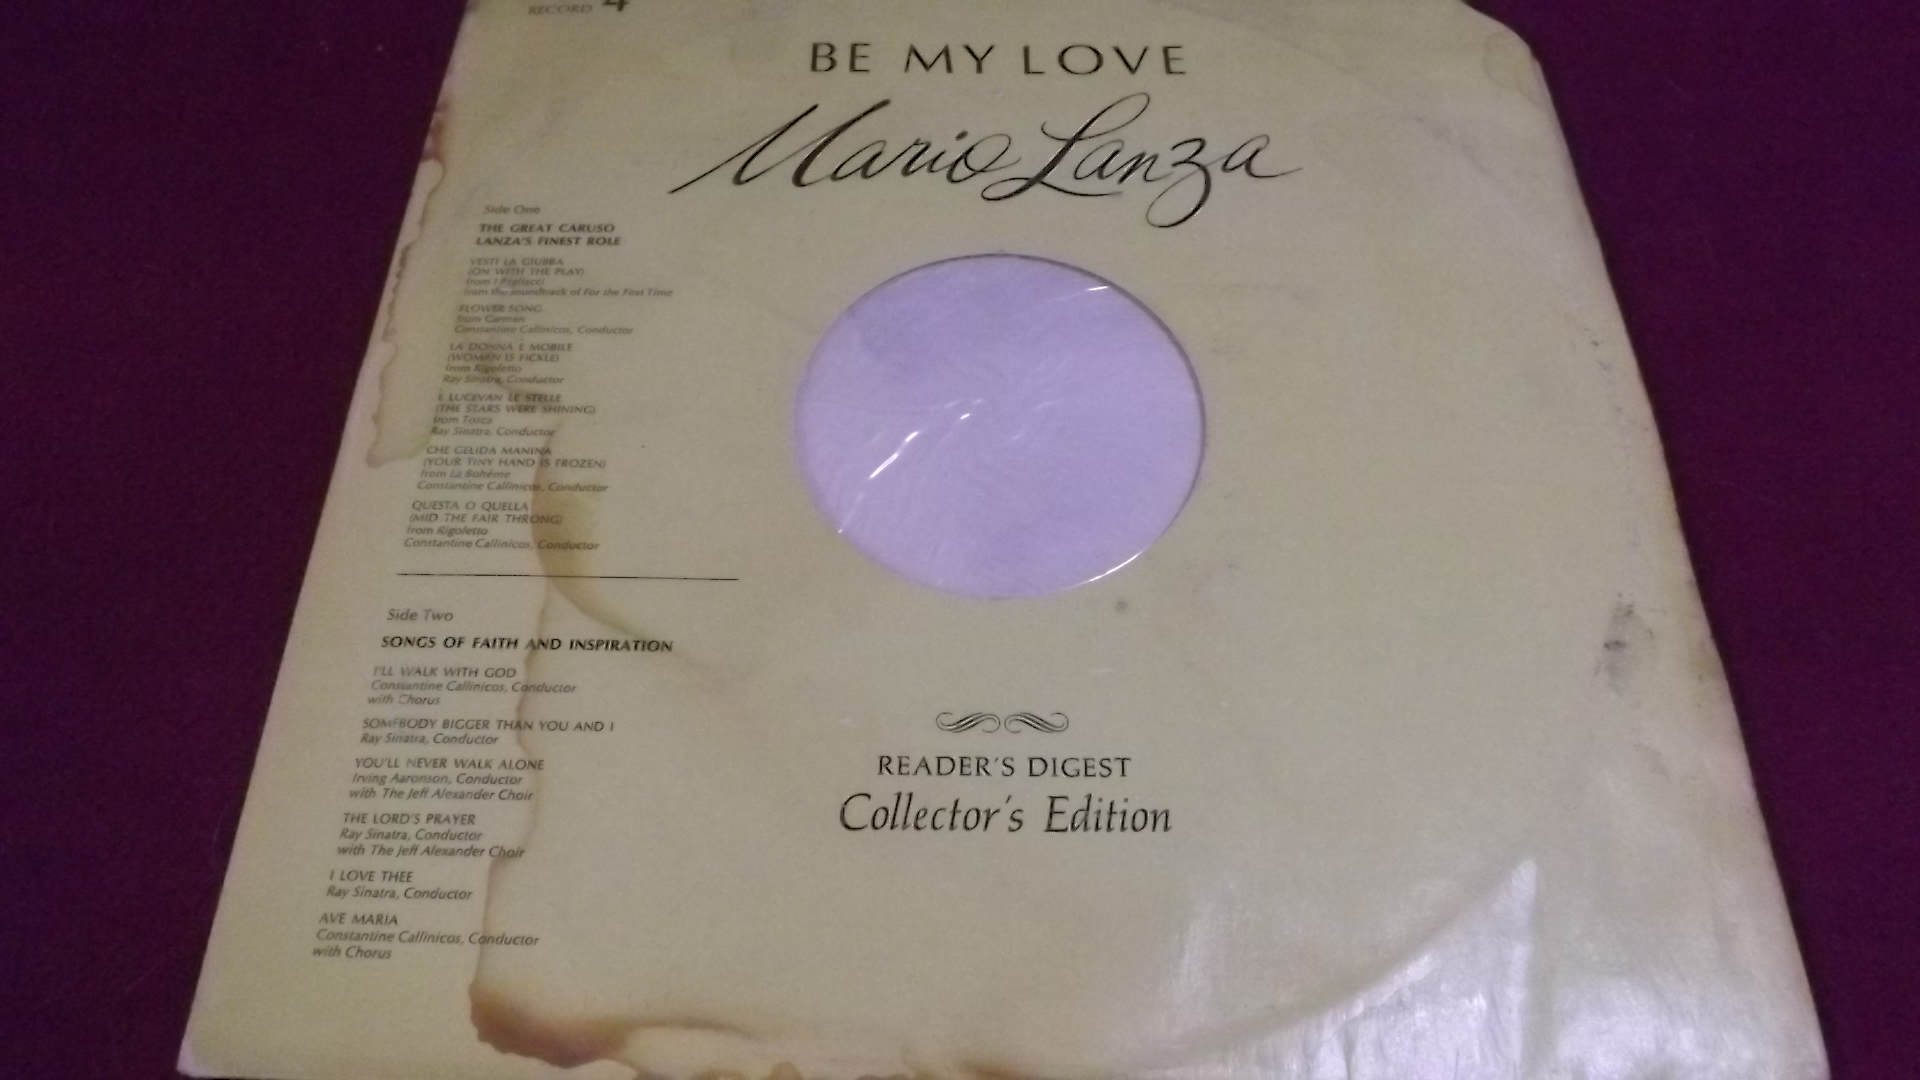 RECORD 4
BE MY LOVE
Mario Lanza
Side One
THE GREAT CARUSO
LANZA'S FINEST ROLE
VESTI LA GIUBBA
(ON WITH THE PLAY)
from I Pagliacci
from the soundtrack of For the First Time
FLOWER SONG
from Carmen
Constantine Callinicos, Conductor
LA DONNA E MOBILE
(WOMAN IS FICKLE)
from Rigoletto
Ray Sinatra, Conductor
E LUCEVAN LE STELLE
(THE STARS WERE SHINING)
from Tosca
Ray Sinatra, Conductor
CHE GELIDA MANINA
(YOUR TINY HAND IS FROZEN)
from La Bohème
Constantine Callinicos, Conductor
QUESTA O QUELLA
(MID THE FAIR THRONG)
from Rigoletto
Constantine Callinicos, Conductor
Side Two
SONGS OF FAITH AND INSPIRATION
I'LL WALK WITH GOD
Constantine Callinicos, Conductor
with Chorus
SOMEBODY BIGGER THAN YOU AND I
Ray Sinatra, Conductor
YOU'LL NEVER WALK ALONE
Irving Aaronson, Conductor
with The Jeff Alexander Choir
THE LORD'S PRAYER
Ray Sinatra, Conductor
with The Jeff Alexander Choir
I LOVE THEE
Ray Sinatra, Conductor
AVE MARIA
Constantine Callinicos, Conductor
with Chorus
READER'S DIGEST
Collector's Edition